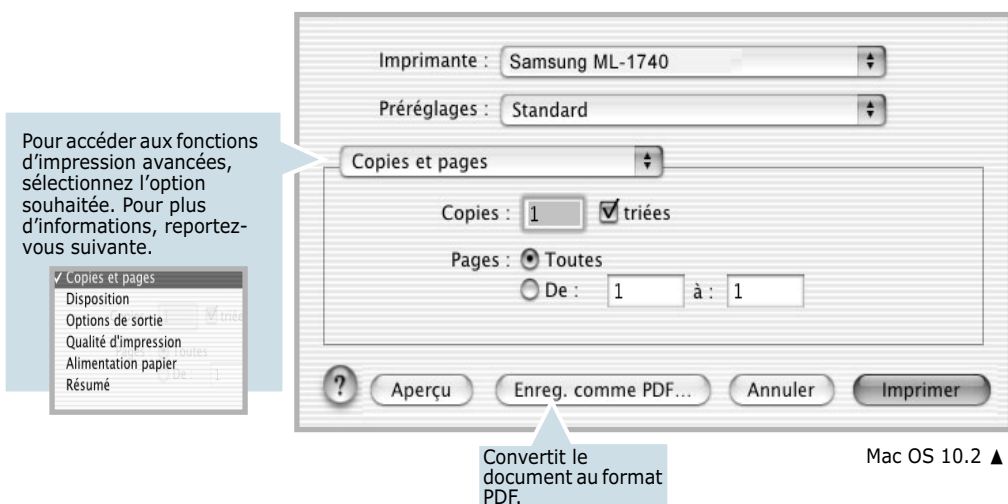 Imprimante : Samsung ML-1740
Préréglages : Standard
Copies et pages
Copies : 1 triées
Pages : Toutes
De : 1 à : 1
? Aperçu Enreg. comme PDF... Annuler Imprimer
Pour accéder aux fonctions
d’impression avancées,
sélectionnez l’option
souhaitée. Pour plus
d’informations, reportez-
vous suivante.
✓ Copies et pages
Disposition
Options de sortie
Qualité d'impression
Alimentation papier
Résumé
Convertit le
document au format
PDF.
Mac OS 10.2 ▲